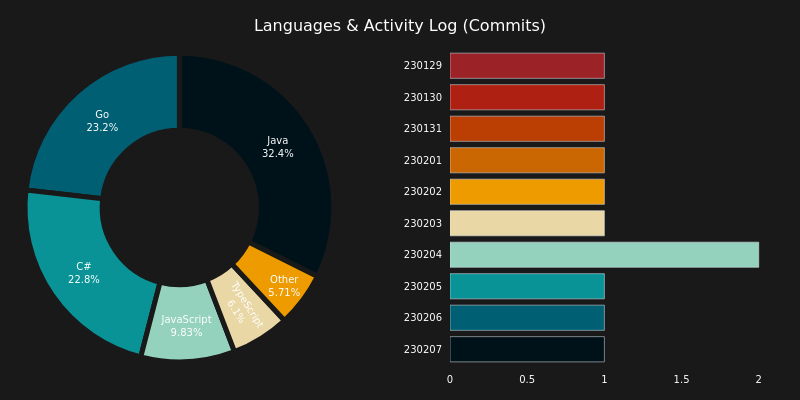 Languages & Activity Log (Commits)
Java
32.4%
Go
23.2%
C#
22.8%
JavaScript
9.83%
TypeScript
6.1%
Other
5.71%
230129
230130
230131
230201
230202
230203
230204
230205
230206
230207
0 0.5 1 1.5 2